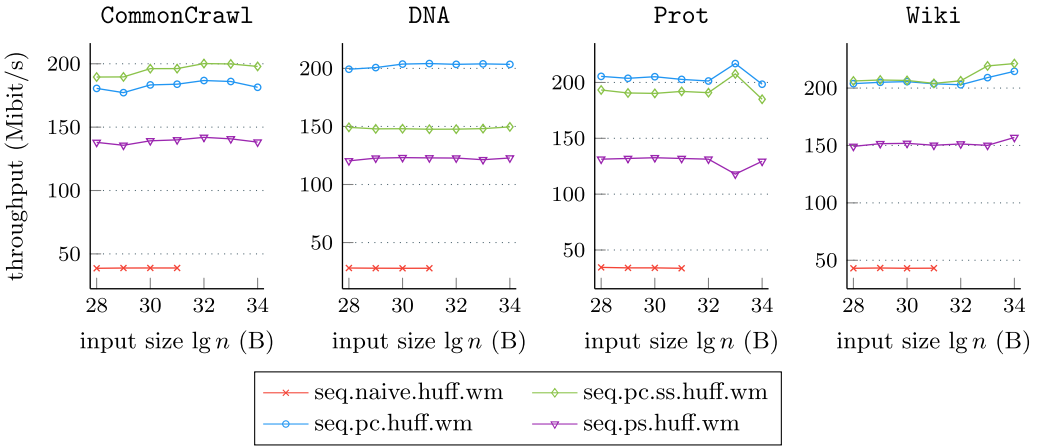 CommonCrawl DNA Prot Wiki
throughput (Mibit/s)
200 200 200 200
150 150 150 150
100 100 100 100
50 50 50 50
28 30 32 34 28 30 32 34 28 30 32 34 28 30 32 34
input size lg n (B) input size lg n (B) input size lg n (B) input size lg n (B)
seq.naive.huff.wm seq.pc.ss.huff.wm
seq.pc.huff.wm seq.ps.huff.wm